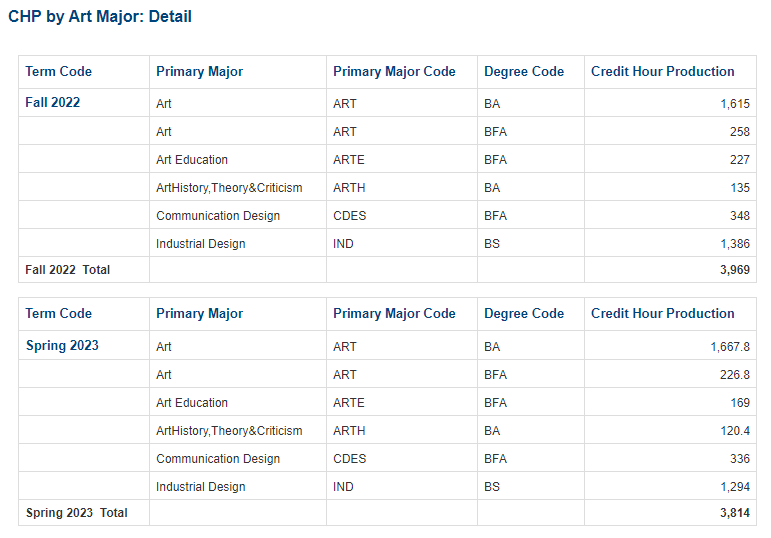 CHP by Art Major: Detail
Term Code Primary Major Primary Major Code Degree Code Credit Hour Production
Fall 2022 Art ART BA 1,615
Art ART BFA 258
Art Education ARTE BFA 227
ArtHistory,Theory&Criticism ARTH BA 135
Communication Design CDES BFA 348
Industrial Design IND BS 1,386
Fall 2022 Total 3,969
Term Code Primary Major Primary Major Code Degree Code Credit Hour Production
Spring 2023 Art ART BA 1,667.8
Art ART BFA 226.8
Art Education ARTE BFA 169
ArtHistory,Theory&Criticism ARTH BA 120.4
Communication Design CDES BFA 336
Industrial Design IND BS 1,294
Spring 2023 Total 3,814